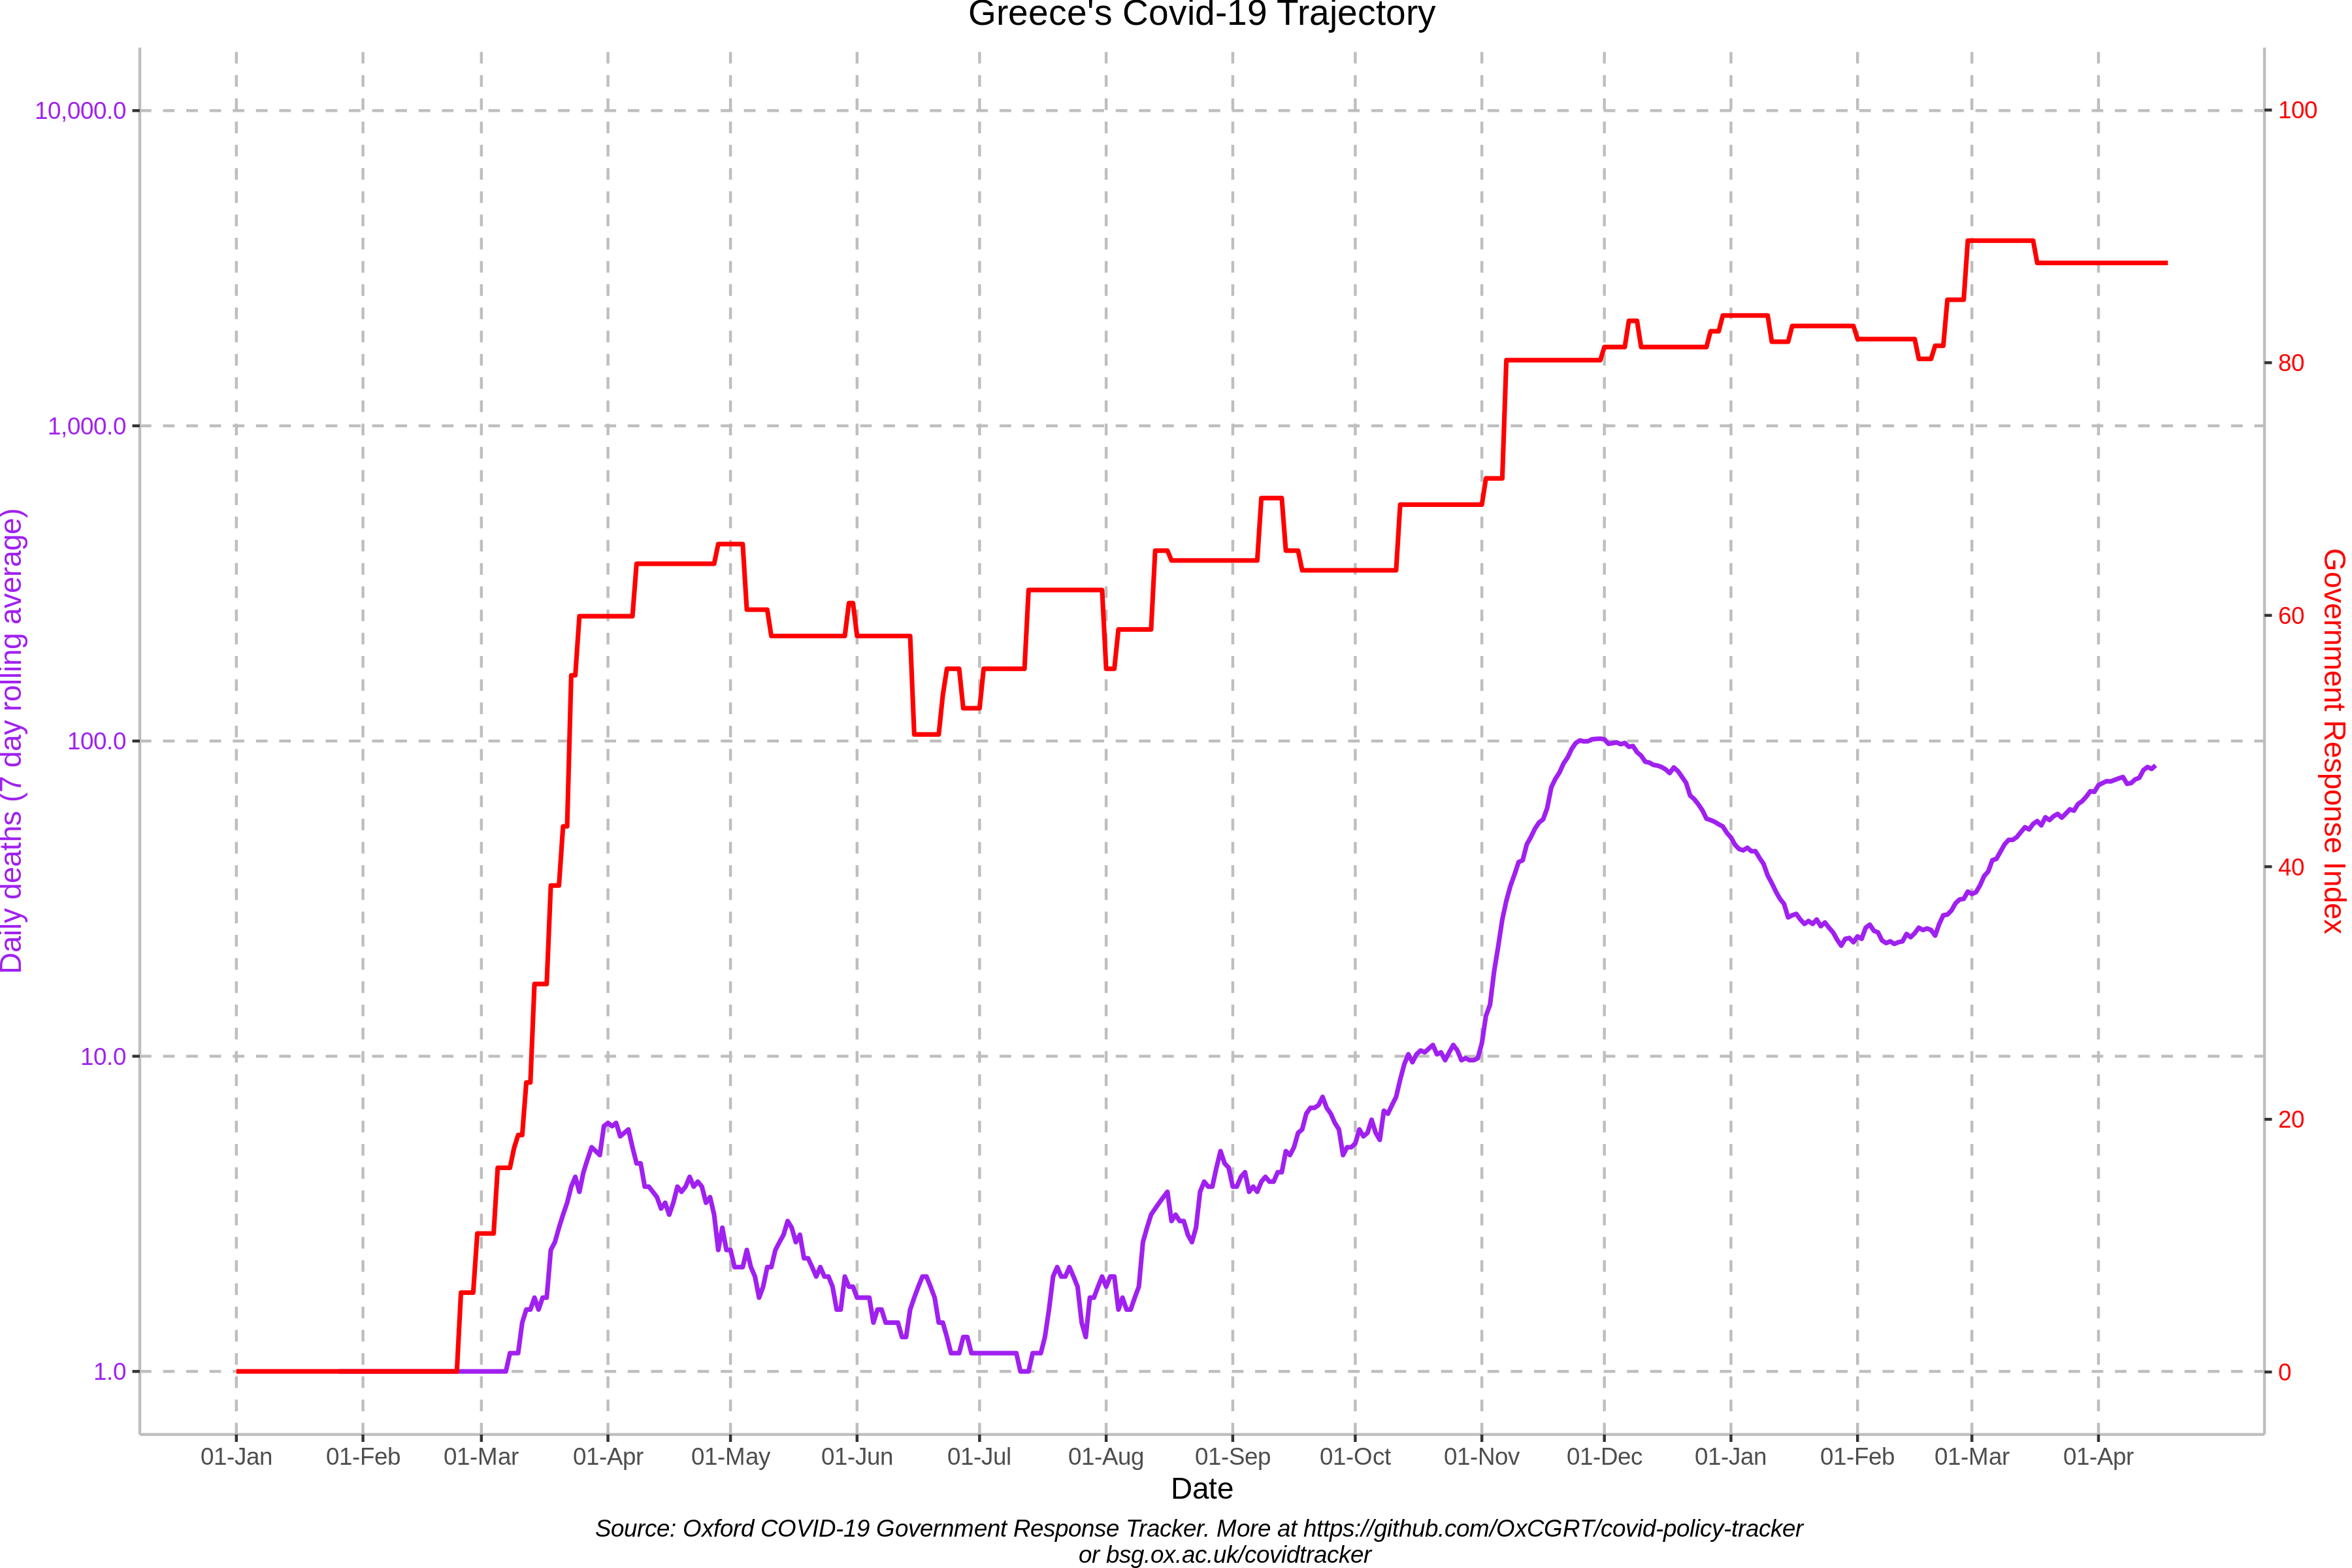 Greece's Covid-19 Trajectory
10,000.0
1,000.0
100.0
10.0
1.0
Daily deaths (7 day rolling average)
100
80
60
40
20
0
Government Response Index
01-Jan 01-Feb 01-Mar 01-Apr 01-May 01-Jun 01-Jul 01-Aug 01-Sep 01-Oct 01-Nov 01-Dec 01-Jan 01-Feb 01-Mar 01-Apr
Date
Source: Oxford COVID-19 Government Response Tracker. More at https://github.com/OxCGRT/covid-policy-tracker
or bsg.ox.ac.uk/covidtracker